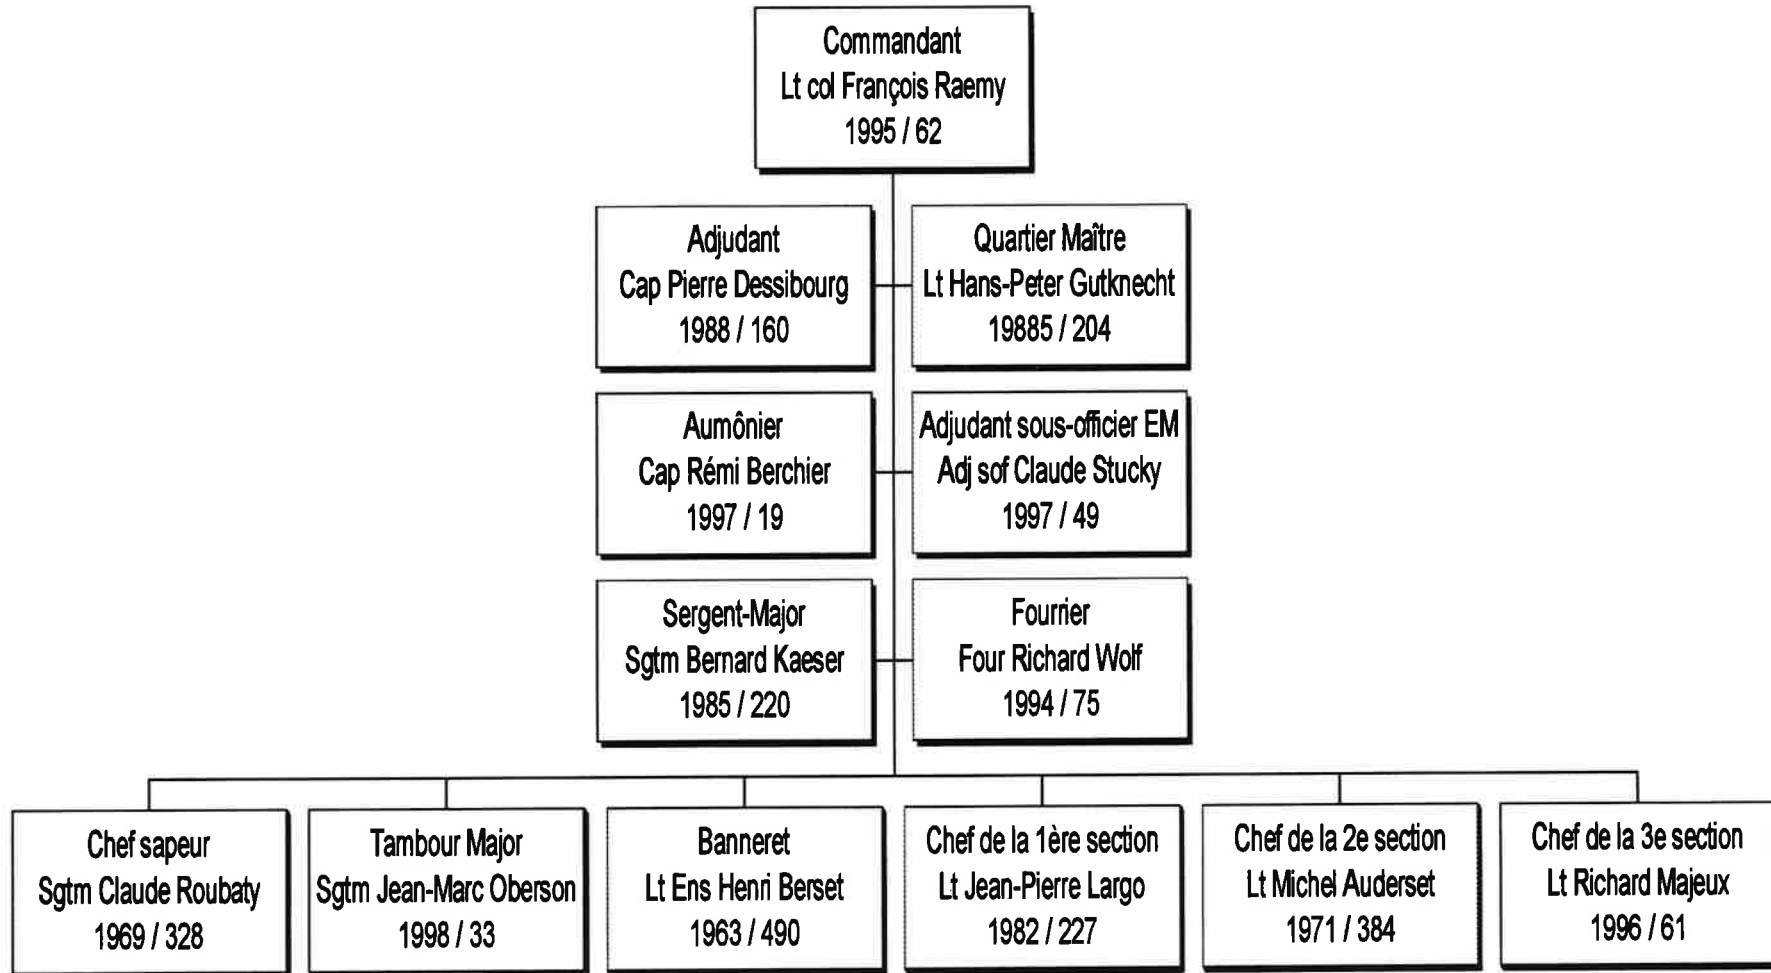 Commandant
Lt col François Raemy
1995 / 62
Adjudant
Cap Pierre Dessibourg
1988 / 160
Quartier Maître
Lt Hans-Peter Gutknecht
19885 / 204
Aumônier
Cap Rémi Berchier
1997 / 19
Adjudant sous-officier EM
Adj sof Claude Stucky
1997 / 49
Sergent-Major
Sgtm Bernard Kaeser
1985 / 220
Fourrier
Four Richard Wolf
1994 / 75
Chef sapeur
Sgtm Claude Roubaty
1969 / 328
Tambour Major
Sgtm Jean-Marc Oberson
1998 / 33
Banneret
Lt Ens Henri Berset
1963 / 490
Chef de la 1ère section
Lt Jean-Pierre Largo
1982 / 227
Chef de la 2e section
Lt Michel Auderset
1971 / 384
Chef de la 3e section
Lt Richard Majeux
1996 / 61